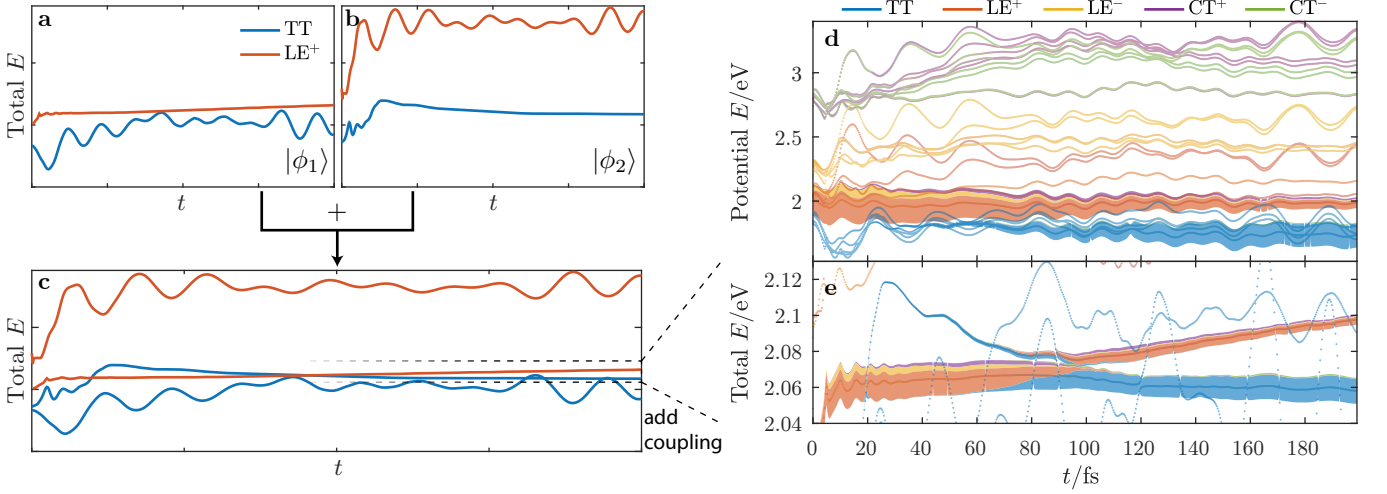 a
TT
LE⁺
Total E
|ϕ₁⟩
t
b
|ϕ₂⟩
t
+
c
Total E
t
add
coupling
TT LE⁺ LE⁻ CT⁺ CT⁻
d
Potential E/eV
3
2.5
2
e
Total E/eV
2.12
2.1
2.08
2.06
2.04
0 20 40 60 80 100 120 140 160 180
t/fs